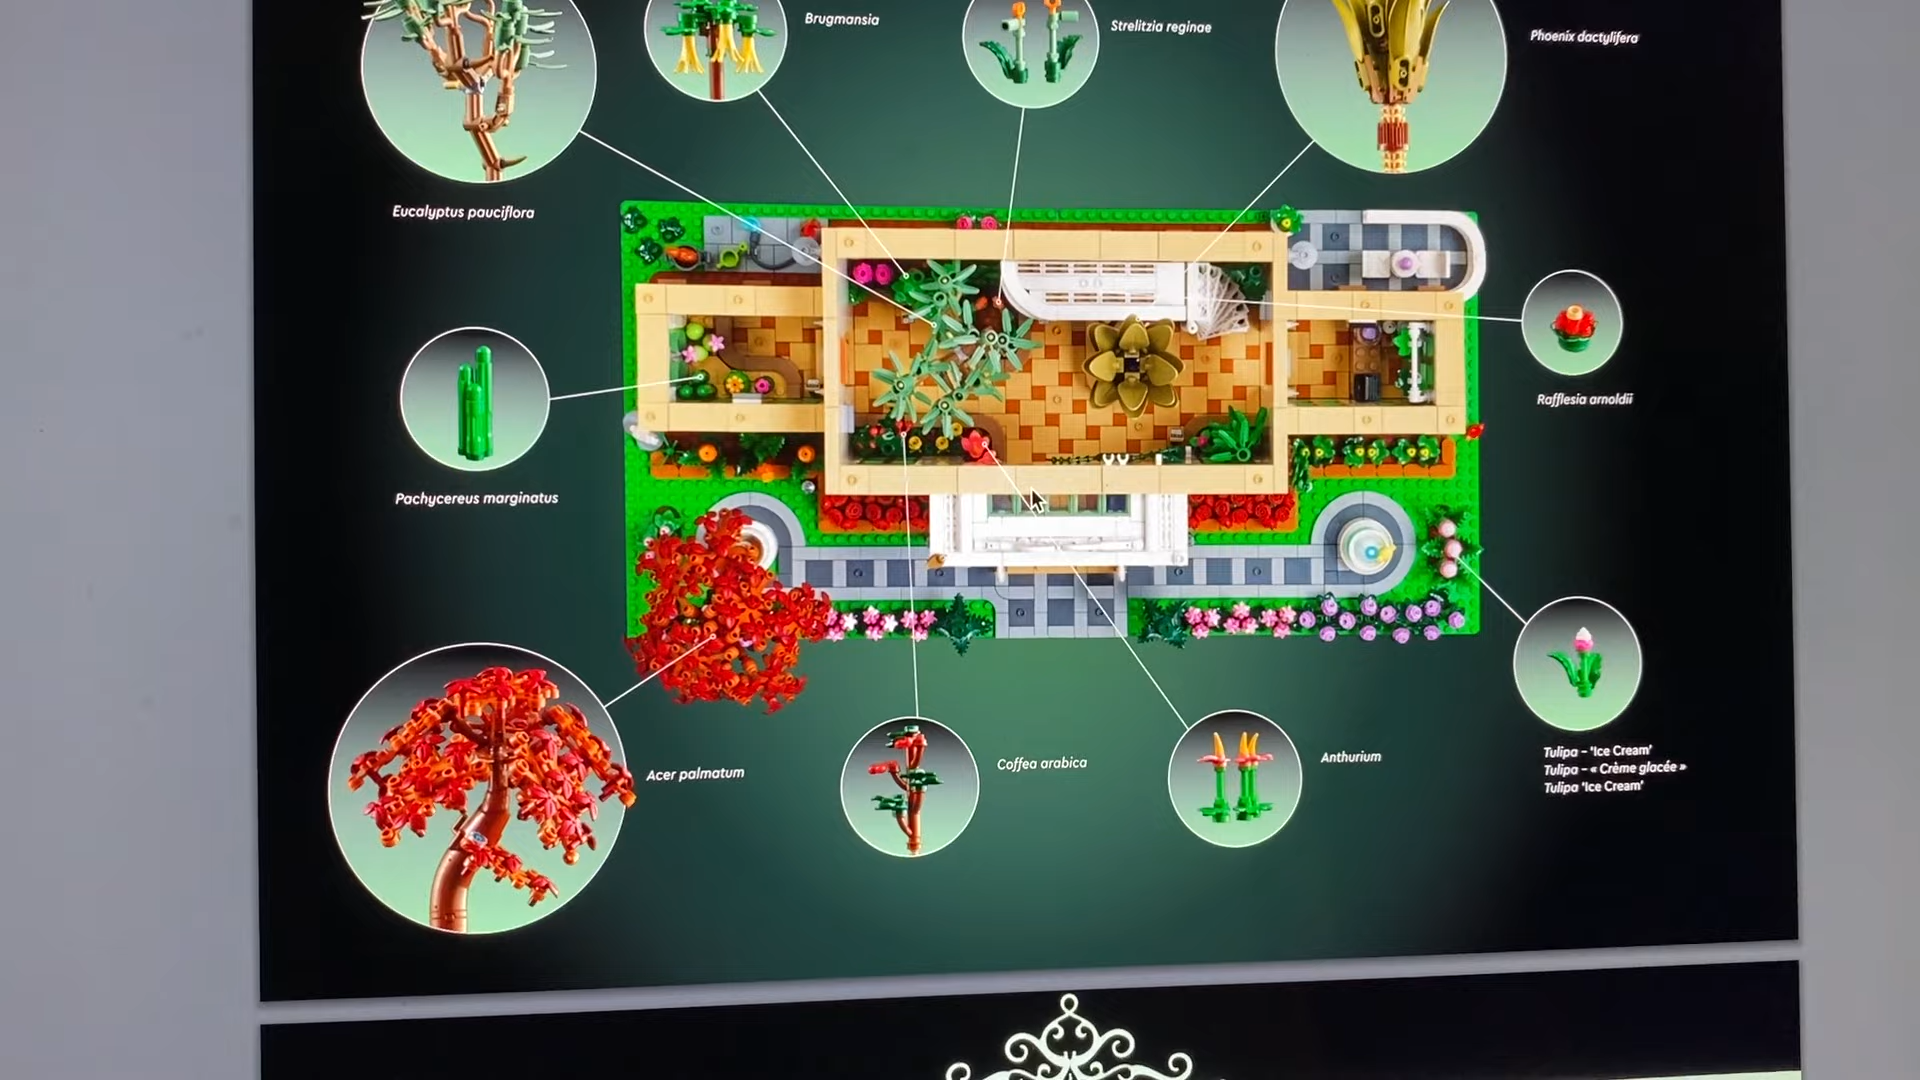 Brugmansia
Strelitzia reginae
Phoenix dactylifera
Eucalyptus pauciflora
Rafflesia arnoldii
Pachycereus marginatus
Tulipa – 'Ice Cream'
Tulipa – « Crème glacée »
Tulipa 'Ice Cream'
Anthurium
Coffea arabica
Acer palmatum